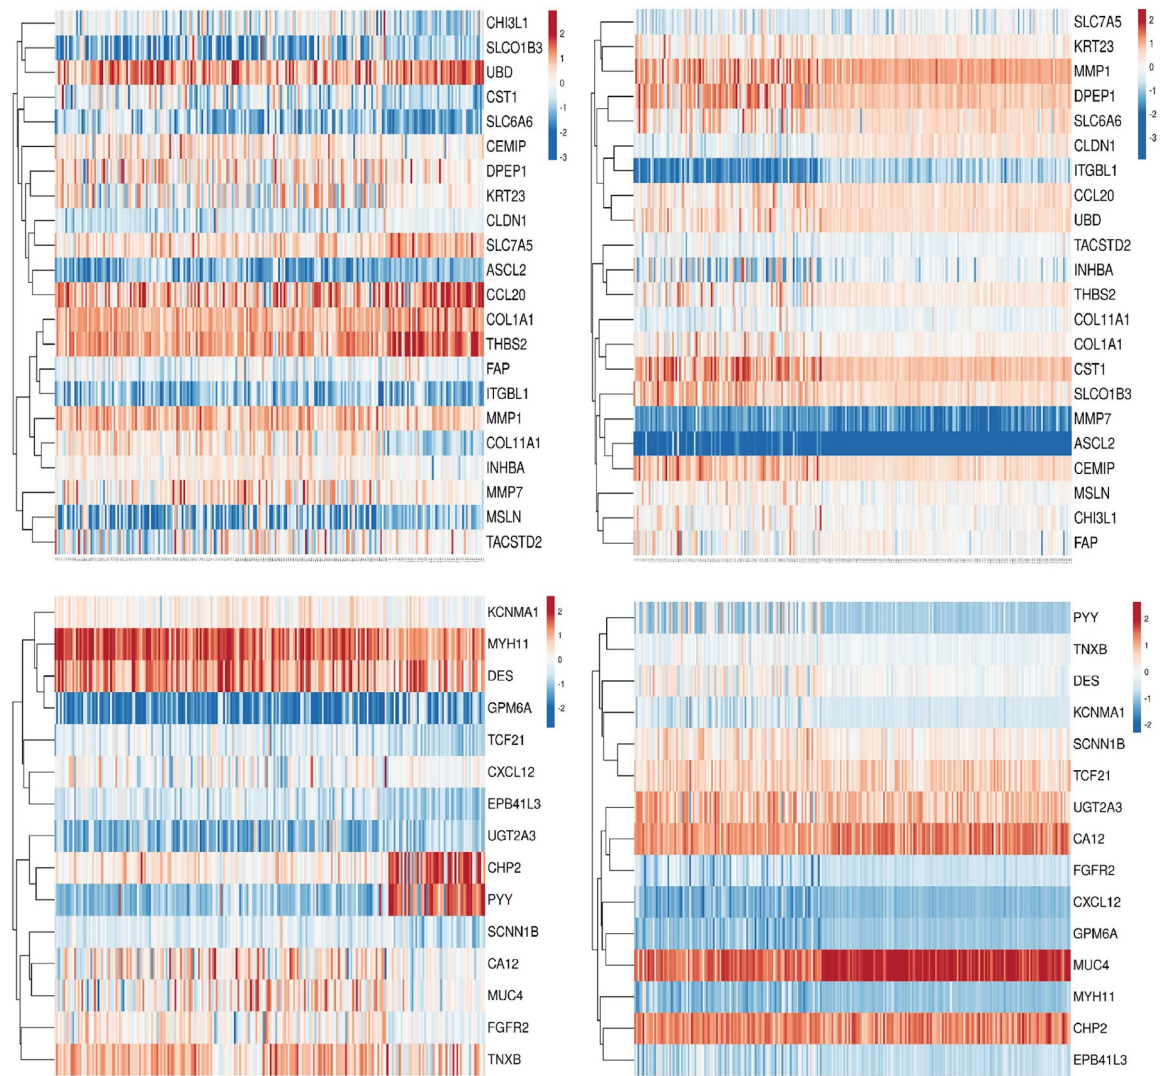 CHI3L1
SLCO1B3
UBD
CST1
SLC6A6
CEMIP
DPEP1
KRT23
CLDN1
SLC7A5
ASCL2
CCL20
COL1A1
THBS2
FAP
ITGBL1
MMP1
COL11A1
INHBA
MMP7
MSLN
TACSTD2
2
1
0
-1
-2
-3
SLC7A5
KRT23
MMP1
DPEP1
SLC6A6
CLDN1
ITGBL1
CCL20
UBD
TACSTD2
INHBA
THBS2
COL11A1
COL1A1
CST1
SLCO1B3
MMP7
ASCL2
CEMIP
MSLN
CHI3L1
FAP
2
1
0
-1
-2
-3
KCNMA1
MYH11
DES
GPM6A
TCF21
CXCL12
EPB41L3
UGT2A3
CHP2
PYY
SCNN1B
CA12
MUC4
FGFR2
TNXB
2
1
0
-1
-2
PYY
TNXB
DES
KCNMA1
SCNN1B
TCF21
UGT2A3
CA12
FGFR2
CXCL12
GPM6A
MUC4
MYH11
CHP2
EPB41L3
2
1
0
-1
-2